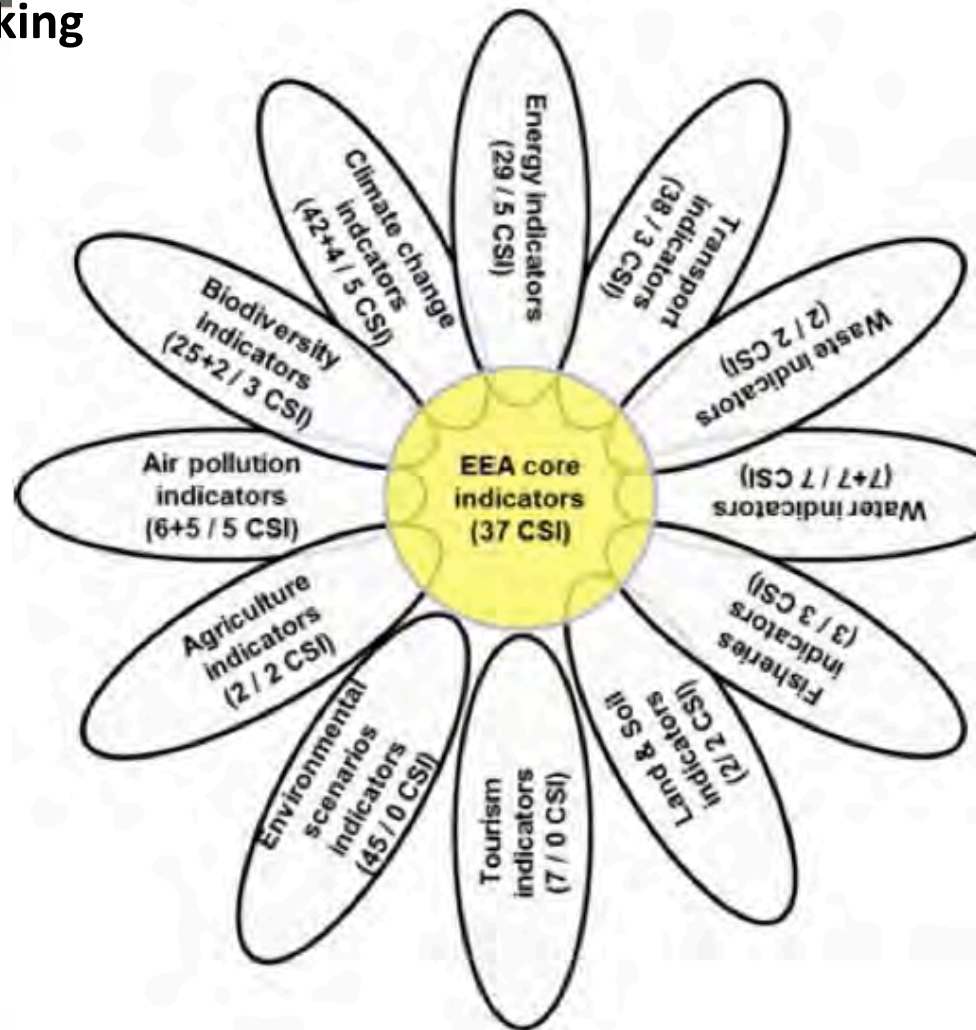 king
Energy indicators
(29 / 5 CSI)
Transport
indicators
(38 / 3 CSI)
Waste indicators
(2 / 2 CSI)
Water indicators
(7+7 / 7 CSI)
Fisheries
indicators
(3 / 3 CSI)
Land & Soil
indicators
(2/ 2 CSI)
Tourism
indicators
(7 / 0 CSI)
Environmental
scenarios
indicators
(45 / 0 CSI)
Agriculture
indicators
(2 / 2 CSI)
Air pollution
indicators
(6+5 / 5 CSI)
Biodiversity
indicators
(25+2 / 3 CSI)
Climate change
indcators
(42+4 / 5 CSI)
EEA core
indicators
(37 CSI)